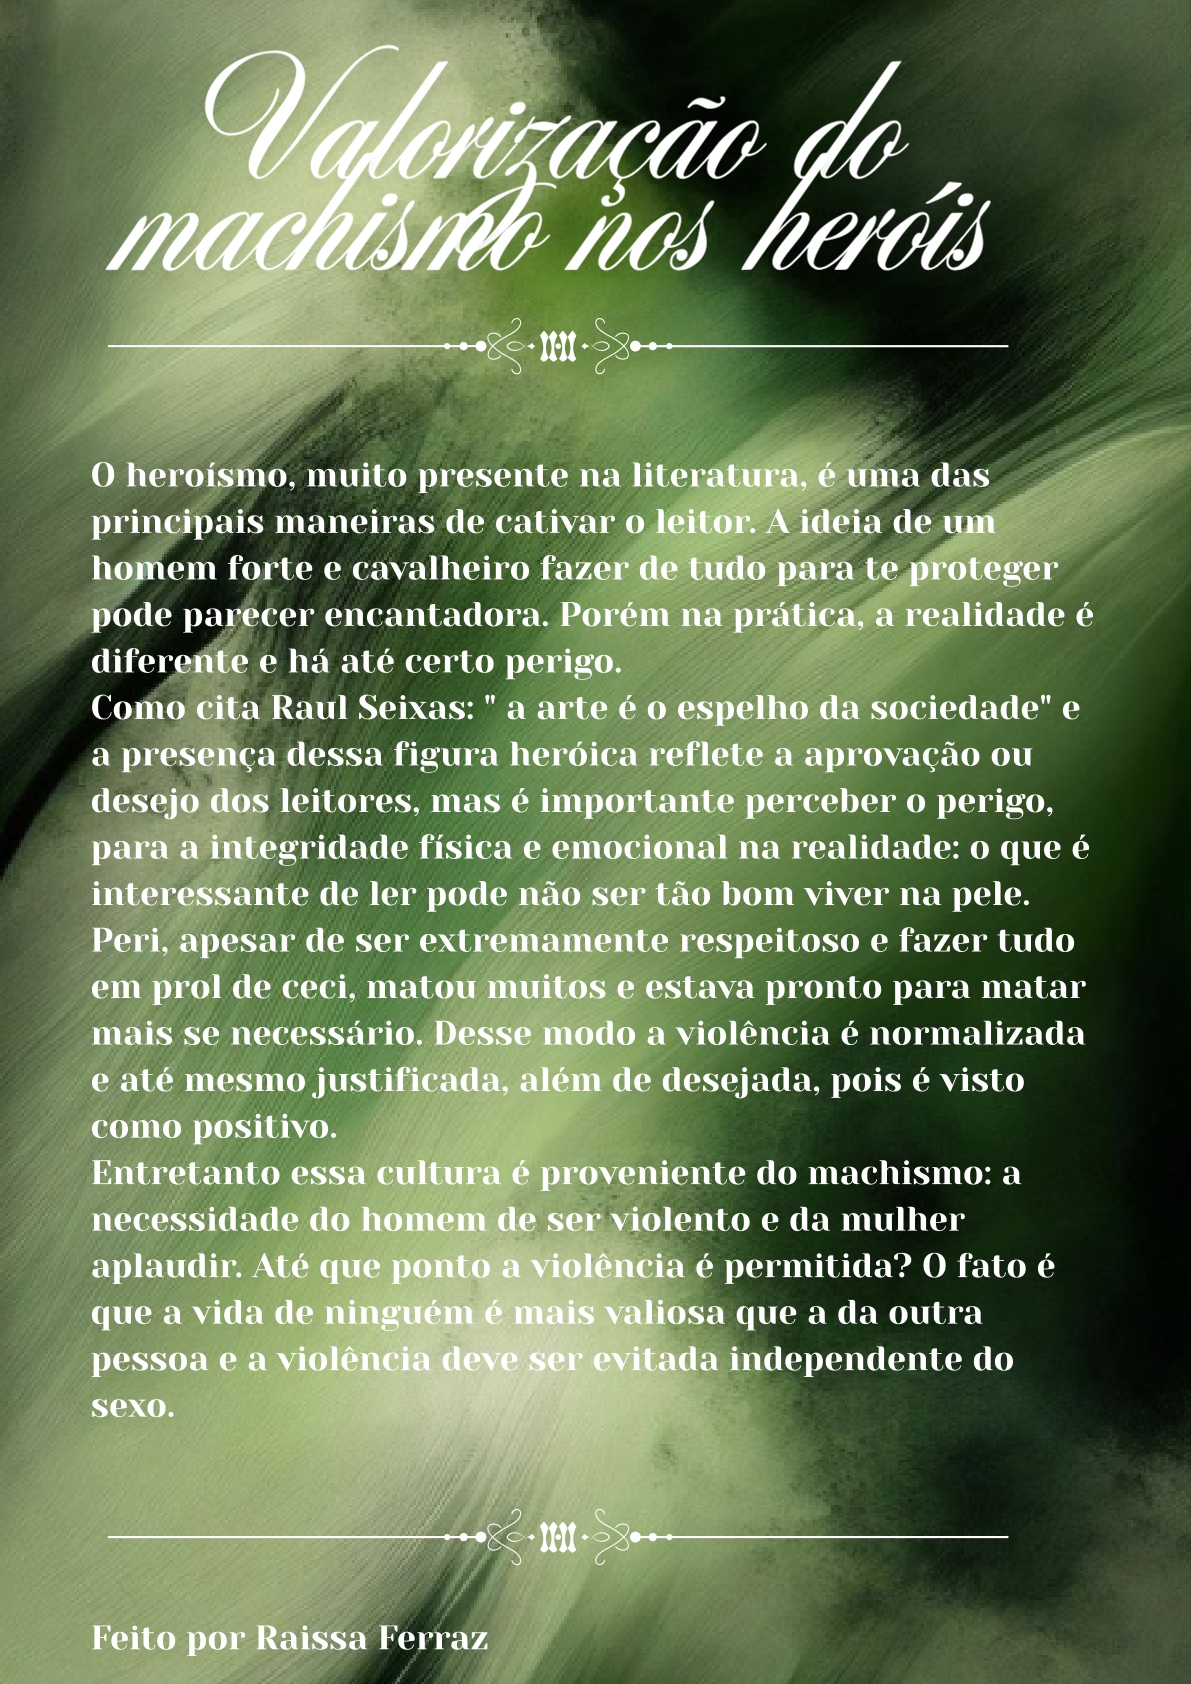 Valorização do
machismo nos heróis
O heroísmo, muito presente na literatura, é uma das
principais maneiras de cativar o leitor. A ideia de um
homem forte e cavalheiro fazer de tudo para te proteger
pode parecer encantadora. Porém na prática, a realidade é
diferente e há até certo perigo.
Como cita Raul Seixas: " a arte é o espelho da sociedade" e
a presença dessa figura heróica reflete a aprovação ou
desejo dos leitores, mas é importante perceber o perigo,
para a integridade física e emocional na realidade: o que é
interessante de ler pode não ser tão bom viver na pele.
Peri, apesar de ser extremamente respeitoso e fazer tudo
em prol de ceci, matou muitos e estava pronto para matar
mais se necessário. Desse modo a violência é normalizada
e até mesmo justificada, além de desejada, pois é visto
como positivo.
Entretanto essa cultura é proveniente do machismo: a
necessidade do homem de ser violento e da mulher
aplaudir. Até que ponto a violência é permitida? O fato é
que a vida de ninguém é mais valiosa que a da outra
pessoa e a violência deve ser evitada independente do
sexo.
Feito por Raissa Ferraz